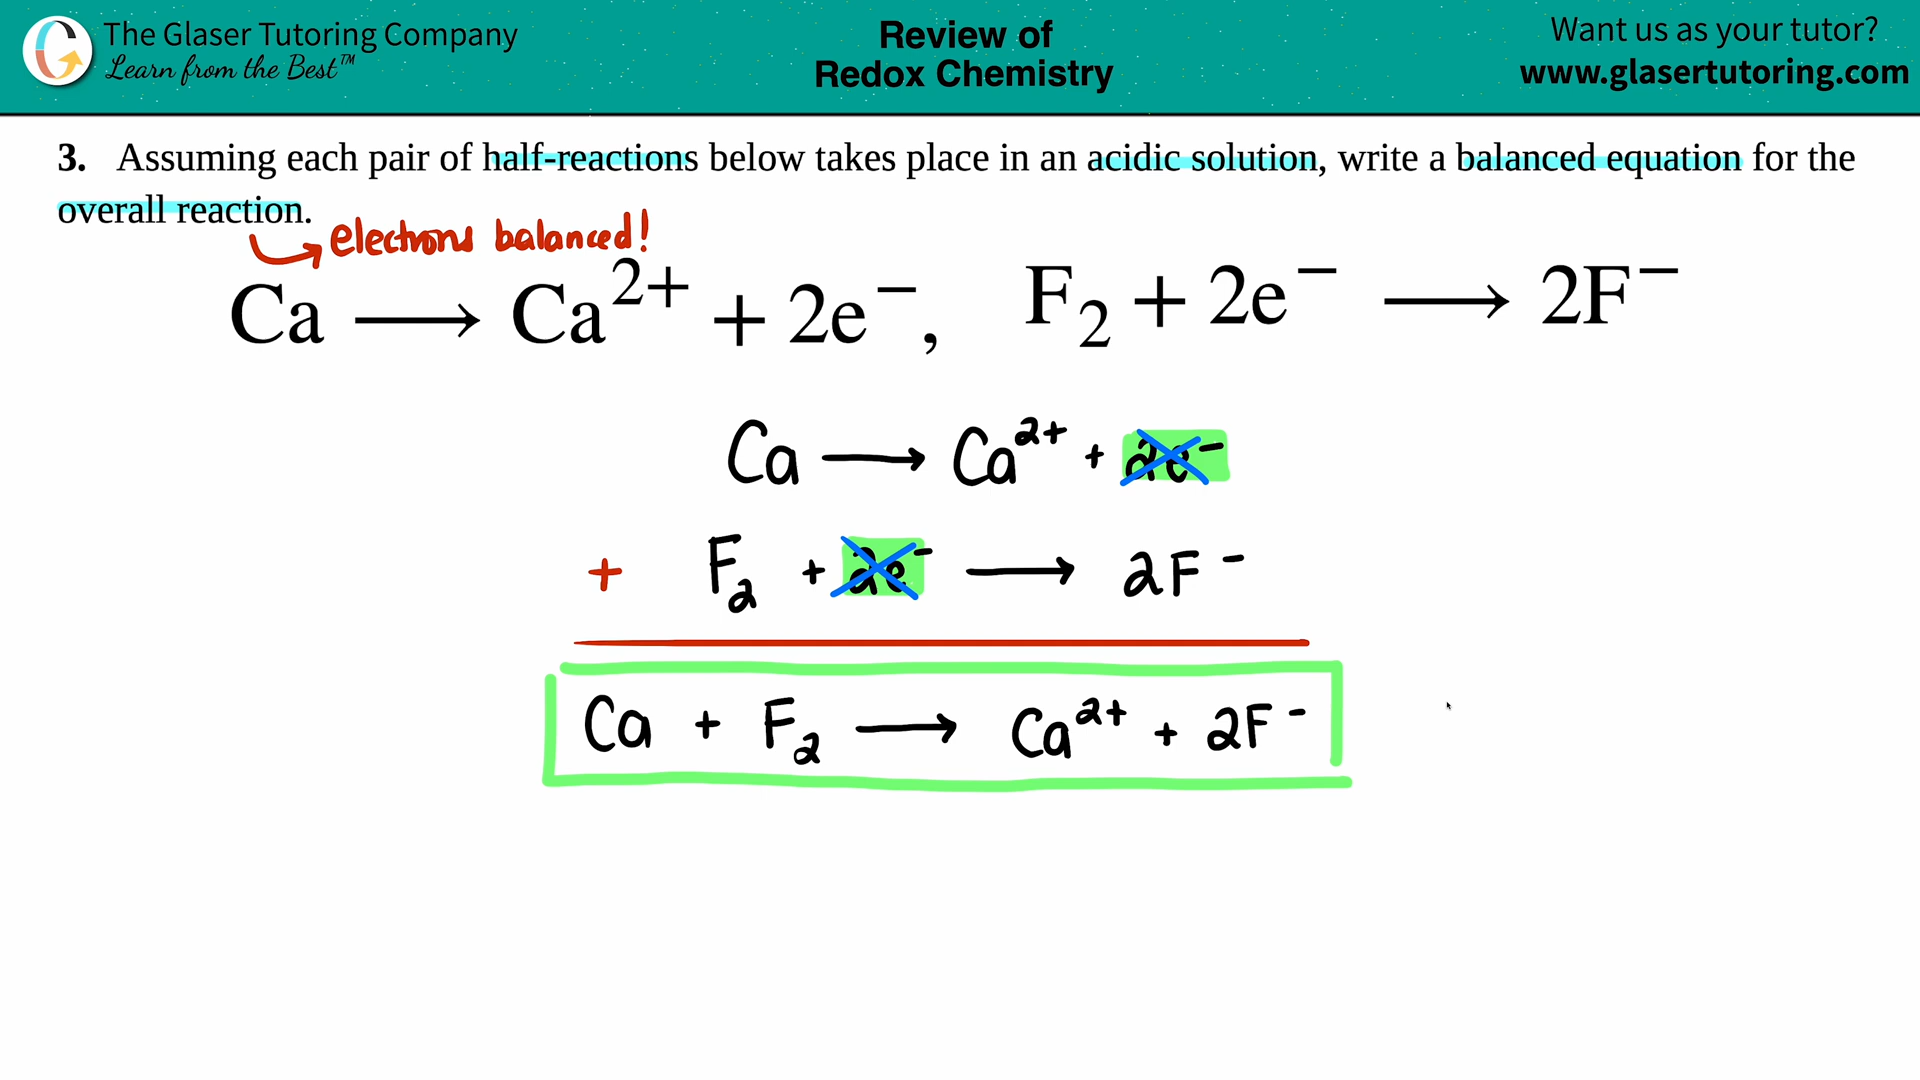 The Glaser Tutoring Company
Learn from the Best™
Review of
Redox Chemistry
Want us as your tutor?
www.glasertutoring.com
3. Assuming each pair of half-reactions below takes place in an acidic solution, write a balanced equation for the
overall reaction.
electrons balanced!
Ca ⟶ Ca²⁺ + 2e⁻, F₂ + 2e⁻ ⟶ 2F⁻
Ca ⟶ Ca²⁺ + 2e⁻
+ F₂ + 2e⁻ ⟶ 2F⁻
Ca + F₂ ⟶ Ca²⁺ + 2F⁻